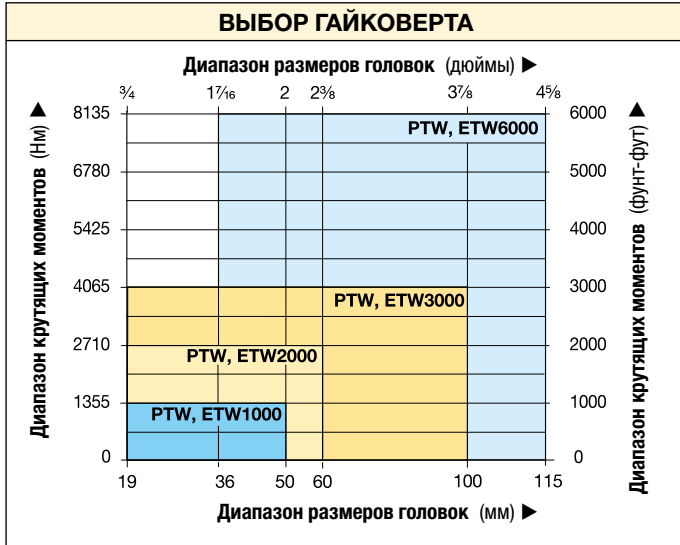 ВЫБОР ГАЙКОВЕРТА
Диапазон размеров головок (дюймы) ▶
¾ 1⁷⁄₁₆ 2 2⅜ 3⅞ 4⅝
Диапазон крутящих моментов (Нм) ▶
8135
6780
5425
4065
2710
1355
0
PTW, ETW6000
PTW, ETW3000
PTW, ETW2000
PTW, ETW1000
6000
5000
4000
3000
2000
1000
0
Диапазон крутящих моментов (фунт-фут) ▶
19 36 50 60 100 115
Диапазон размеров головок (мм) ▶